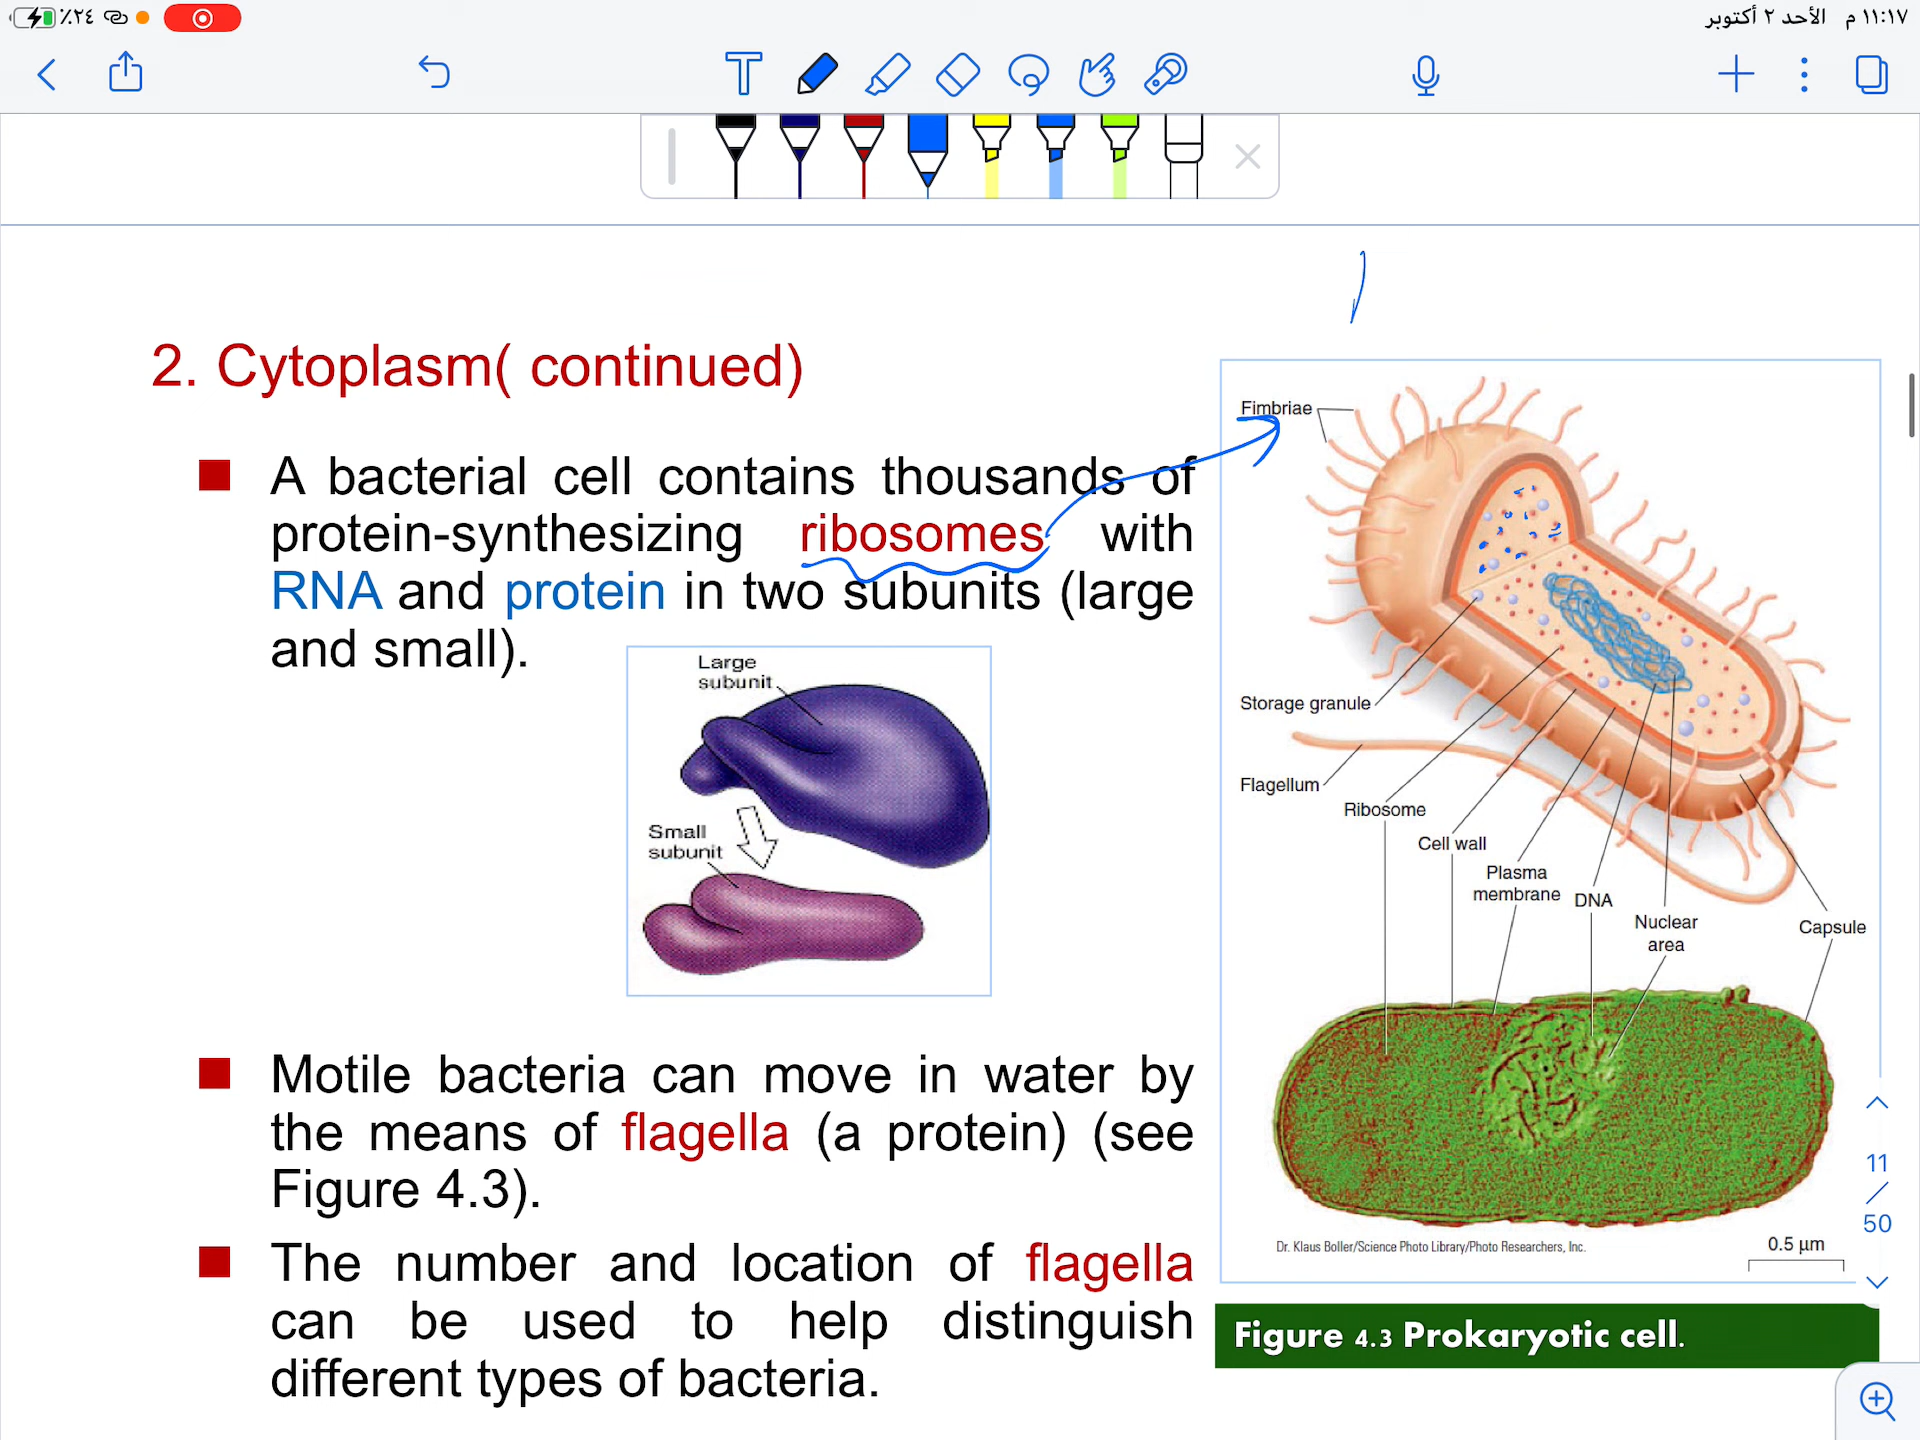 ٪٢٤
١١:١٧ م الأحد ٢ أكتوبر
2. Cytoplasm( continued)
A bacterial cell contains thousands of
protein-synthesizing ribosomes with
RNA and protein in two subunits (large
and small).
Large
subunit
Small
subunit
Motile bacteria can move in water by
the means of flagella (a protein) (see
Figure 4.3).
The number and location of flagella
can be used to help distinguish
different types of bacteria.
Fimbriae
Storage granule
Flagellum
Ribosome
Cell wall
Plasma
membrane
DNA
Nuclear
area
Capsule
Dr. Klaus Boller/Science Photo Library/Photo Researchers, Inc.
0.5 µm
Figure 4.3 Prokaryotic cell.
11
/
50